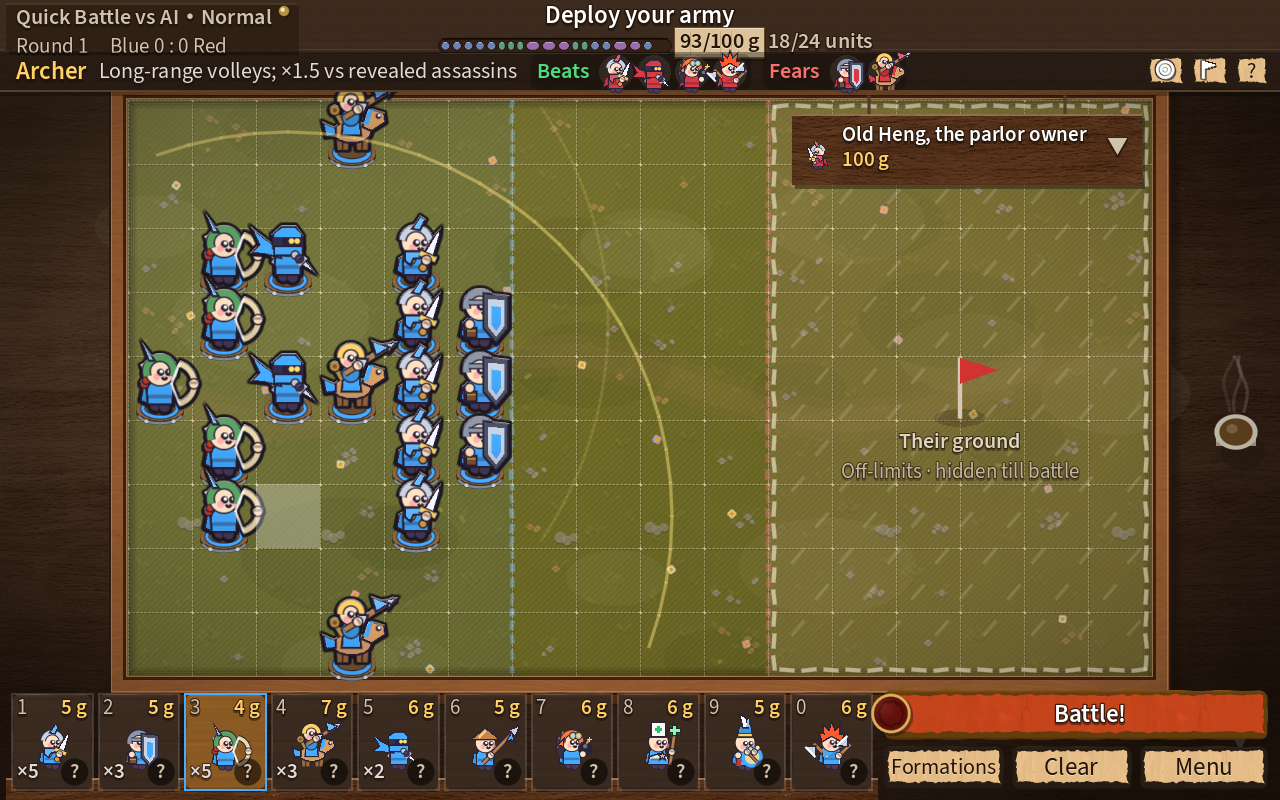 Quick Battle vs AI • Normal
Round 1 Blue 0 : 0 Red
Deploy your army
93/100 g 18/24 units
Archer Long-range volleys; ×1.5 vs revealed assassins Beats Fears
?
Old Heng, the parlor owner
100 g
Their ground
Off-limits · hidden till battle
1 5 g ×5 ?
2 5 g ×3 ?
3 4 g ×5 ?
4 7 g ×3 ?
5 6 g ×2 ?
6 5 g ?
7 6 g ?
8 6 g ?
9 5 g ?
0 6 g ?
Battle!
Formations Clear Menu